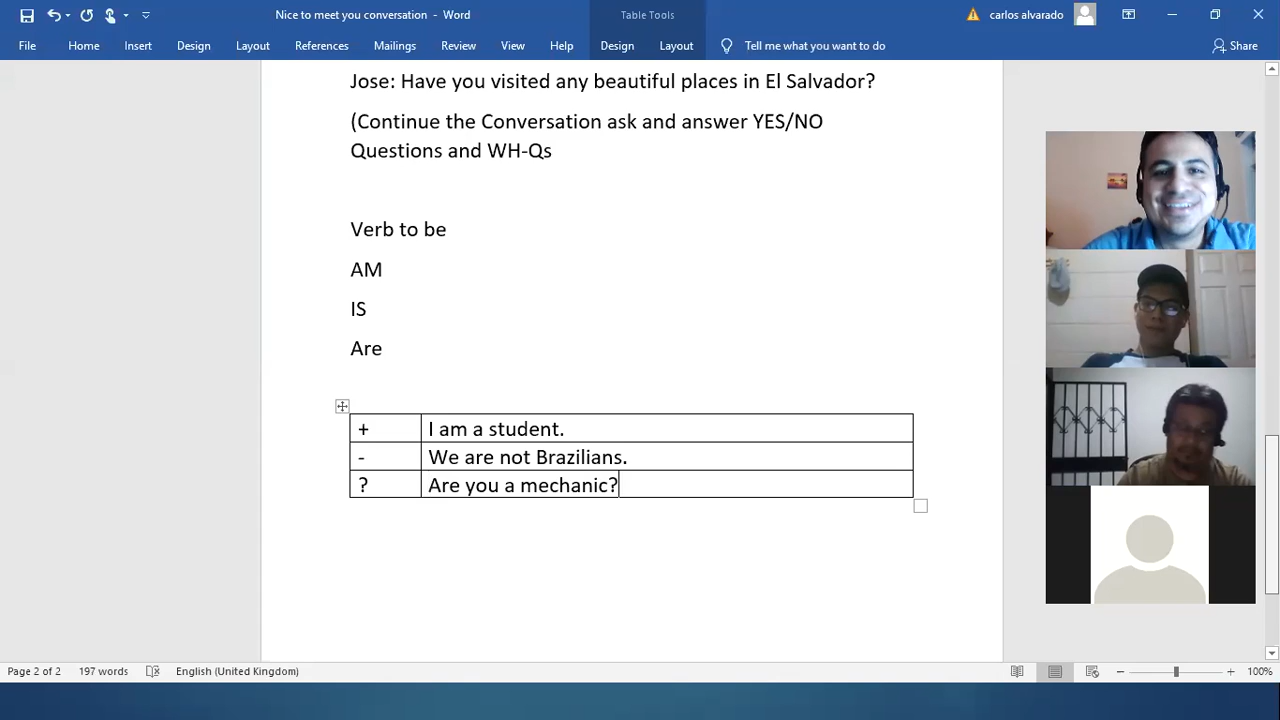 Nice to meet you conversation - Word
Table Tools
carlos alvarado
File Home Insert Design Layout References Mailings Review View Help Design Layout Tell me what you want to do Share
Jose: Have you visited any beautiful places in El Salvador?
(Continue the Conversation ask and answer YES/NO
Questions and WH-Qs
Verb to be
AM
IS
Are
+ I am a student.
- We are not Brazilians.
? Are you a mechanic?
Page 2 of 2 197 words English (United Kingdom) 100%